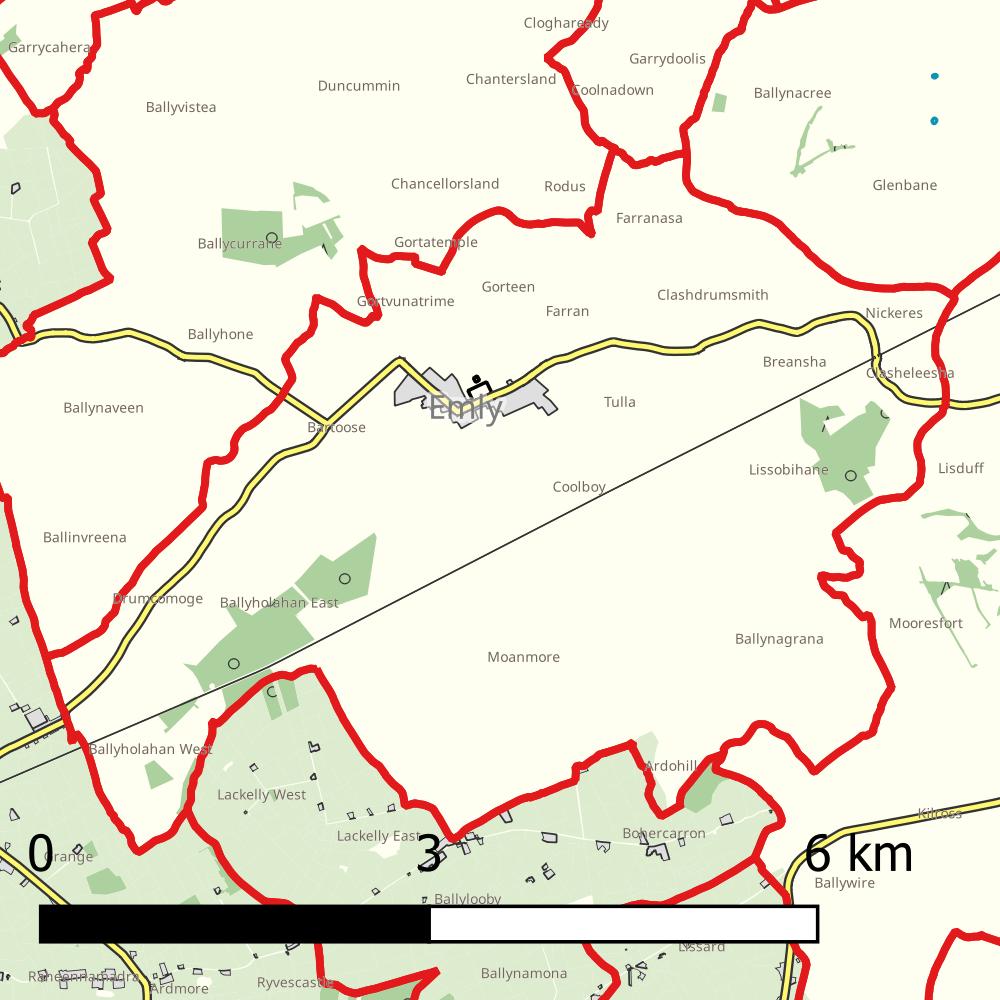 Cloghaready
Garrycahera
Garrydoolis
Chantersland
Duncummin
Coolnadown
Ballynacree
Ballyvistea
Chancellorsland
Rodus
Glenbane
Farranasa
Ballycurrane
Gortatemple
Gorteen
Clashdrumsmith
Gortvunatrime
Farran
Nickeres
Ballyhone
Breansha
Clasheleesha
Tulla
Ballynaveen
Emly
Bartoose
Lissobihane
Lisduff
Coolboy
Ballinvreena
Drumcomoge
Ballyholahan East
Mooresfort
Ballynagrana
Moanmore
Ballyholahan West
Ardohill
Lackelly West
Kilross
Lackelly East
Bohercarron
0 3 6 km
Grange
Ballywire
Ballylooby
Lissard
Raheennamadra
Ballynamona
Ryvescastle
Ardmore